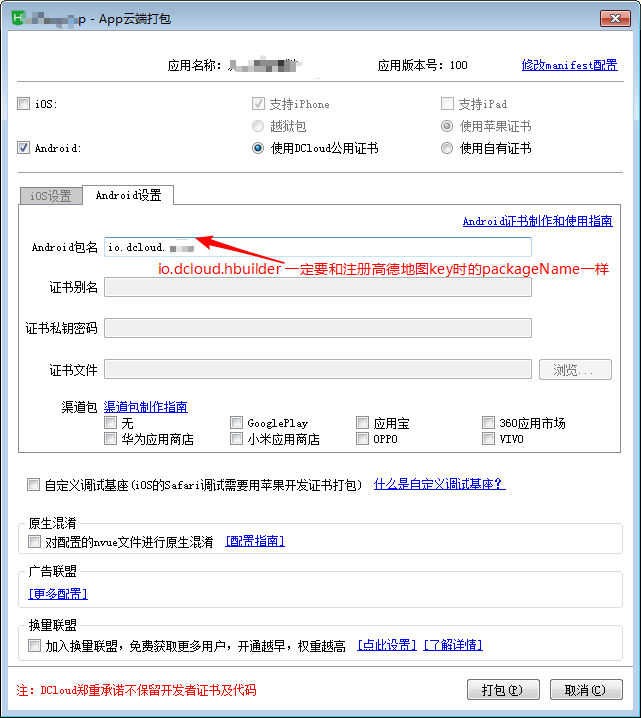 p - App云端打包
应用名称: 应用版本号: 100 修改manifest配置
iOS: 支持iPhone 支持iPad
越狱包 使用苹果证书
Android: 使用DCloud公用证书 使用自有证书
iOS设置 Android设置
Android证书制作和使用指南
Android包名 io.dcloud.
io.dcloud.hbuilder 一定要和注册高德地图key时的packageName一样
证书别名
证书私钥密码
证书文件 浏览...
渠道包 渠道包制作指南
无 GooglePlay 应用宝 360应用市场
华为应用商店 小米应用商店 OPPO VIVO
自定义调试基座(iOS的Safari调试需要用苹果开发证书打包) 什么是自定义调试基座?
原生混淆
对配置的nvue文件进行原生混淆 [配置指南]
广告联盟
[更多配置]
换量联盟
加入换量联盟，免费获取更多用户，开通越早，权重越高 [点此设置] [了解详情]
注: DCloud郑重承诺不保留开发者证书及代码 打包(P) 取消(C)